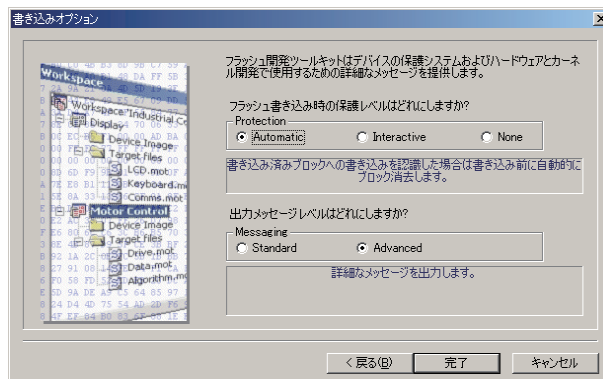 書き込みオプション
フラッシュ開発ツールキットはデバイスの保護システムおよびハードウェアとカーネ
ル開発で使用するための詳細なメッセージを提供します。
フラッシュ書き込み時の保護レベルはどれにしますか?
Protection
Automatic
Interactive
None
書き込み済みブロックへの書き込みを認識した場合は書き込み前に自動的に
ブロック消去します。
出力メッセージレベルはどれにしますか?
Messaging
Standard
Advanced
詳細なメッセージを出力します。
Workspace
Workspace "Industrial Co
Display
Device Image
Target Files
LCD.mot
Keyboard.mo
Comms.mot
Motor Control
Device Image
Target Files
Drive.mot
Data.mot
Algorithm.mo
< 戻る(B)
完了
キャンセル